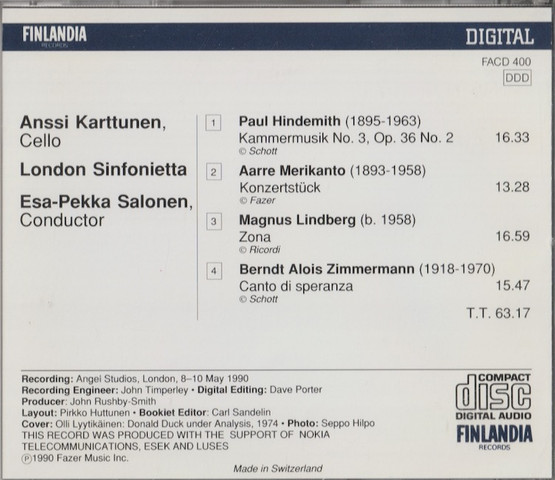 FINLANDIA
RECORDS
DIGITAL
FACD 400
DDD
Anssi Karttunen,
Cello
London Sinfonietta
Esa-Pekka Salonen,
Conductor
1 Paul Hindemith (1895-1963)
Kammermusik No. 3, Op. 36 No. 2 16.33
© Schott
2 Aarre Merikanto (1893-1958)
Konzertstück 13.28
© Fazer
3 Magnus Lindberg (b. 1958)
Zona 16.59
© Ricordi
4 Berndt Alois Zimmermann (1918-1970)
Canto di speranza 15.47
© Schott
T.T. 63.17
Recording: Angel Studios, London, 8–10 May 1990
Recording Engineer: John Timperley • Digital Editing: Dave Porter
Producer: John Rushby-Smith
Layout: Pirkko Huttunen • Booklet Editor: Carl Sandelin
Cover: Olli Lyytikäinen: Donald Duck under Analysis, 1974 • Photo: Seppo Hilpo
THIS RECORD WAS PRODUCED WITH THE SUPPORT OF NOKIA
TELECOMMUNICATIONS, ESEK AND LUSES
℗1990 Fazer Music Inc.
Made in Switzerland
COMPACT
disc
DIGITAL AUDIO
FINLANDIA
RECORDS